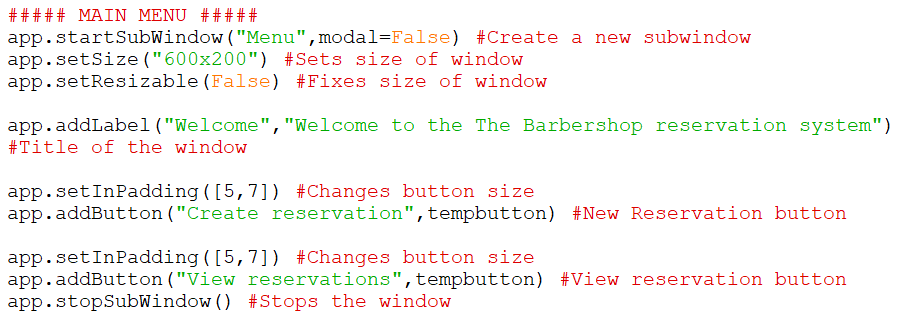 ##### MAIN MENU #####
app.startSubWindow("Menu",modal=False) #Create a new subwindow
app.setSize("600x200") #Sets size of window
app.setResizable(False) #Fixes size of window
app.addLabel("Welcome","Welcome to the The Barbershop reservation system")
#Title of the window
app.setInPadding([5,7]) #Changes button size
app.addButton("Create reservation",tempbutton) #New Reservation button
app.setInPadding([5,7]) #Changes button size
app.addButton("View reservations",tempbutton) #View reservation button
app.stopSubWindow() #Stops the window